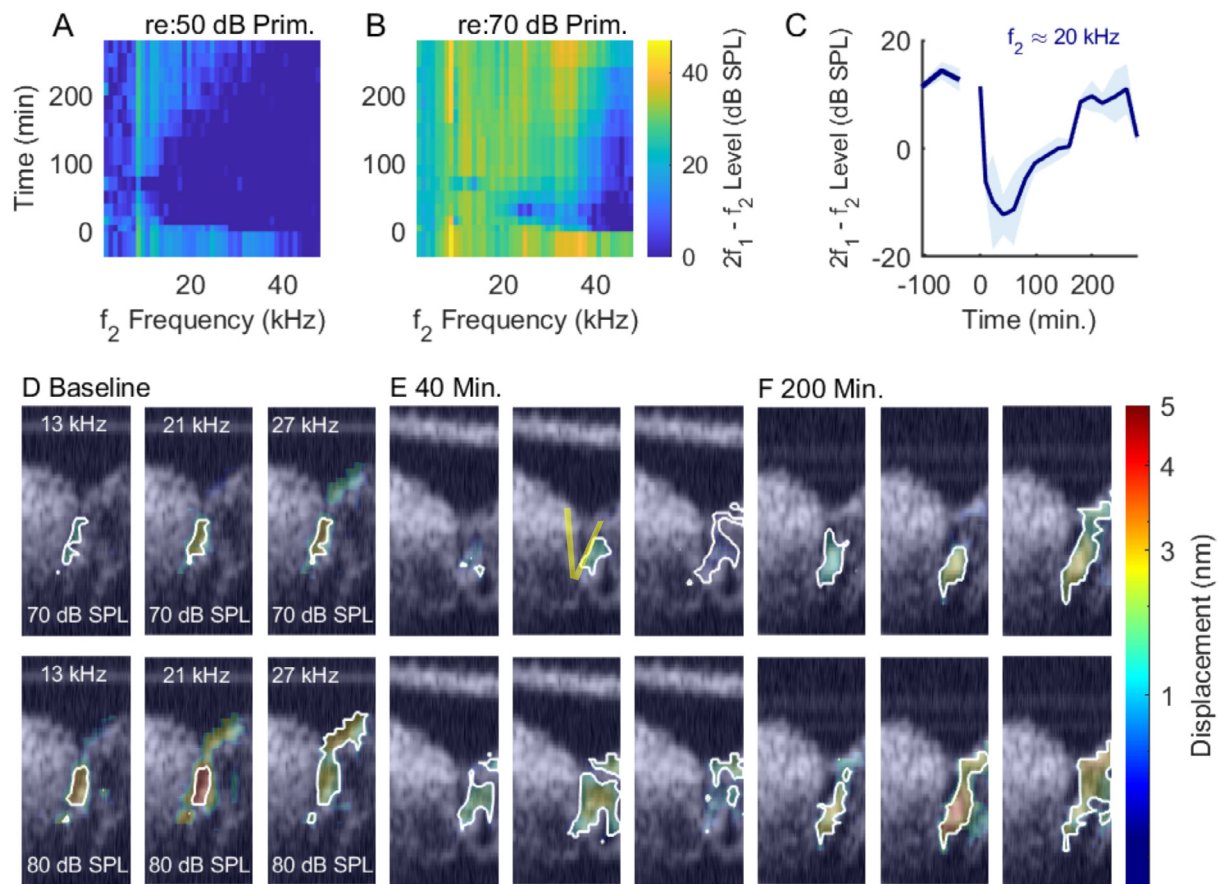 A re:50 dB Prim.
B re:70 dB Prim.
C
f2 ≈ 20 kHz
Time (min)
200
100
0
20 40
f2 Frequency (kHz)
200
100
0
20 40
f2 Frequency (kHz)
40
20
0
2f1 - f2 Level (dB SPL)
2f1 - f2 Level (dB SPL)
20
0
-20
-100 0 100 200
Time (min.)
D Baseline
E 40 Min.
F 200 Min.
13 kHz 21 kHz 27 kHz
70 dB SPL 70 dB SPL 70 dB SPL
13 kHz 21 kHz 27 kHz
80 dB SPL 80 dB SPL 80 dB SPL
5
4
3
1
Displacement (nm)